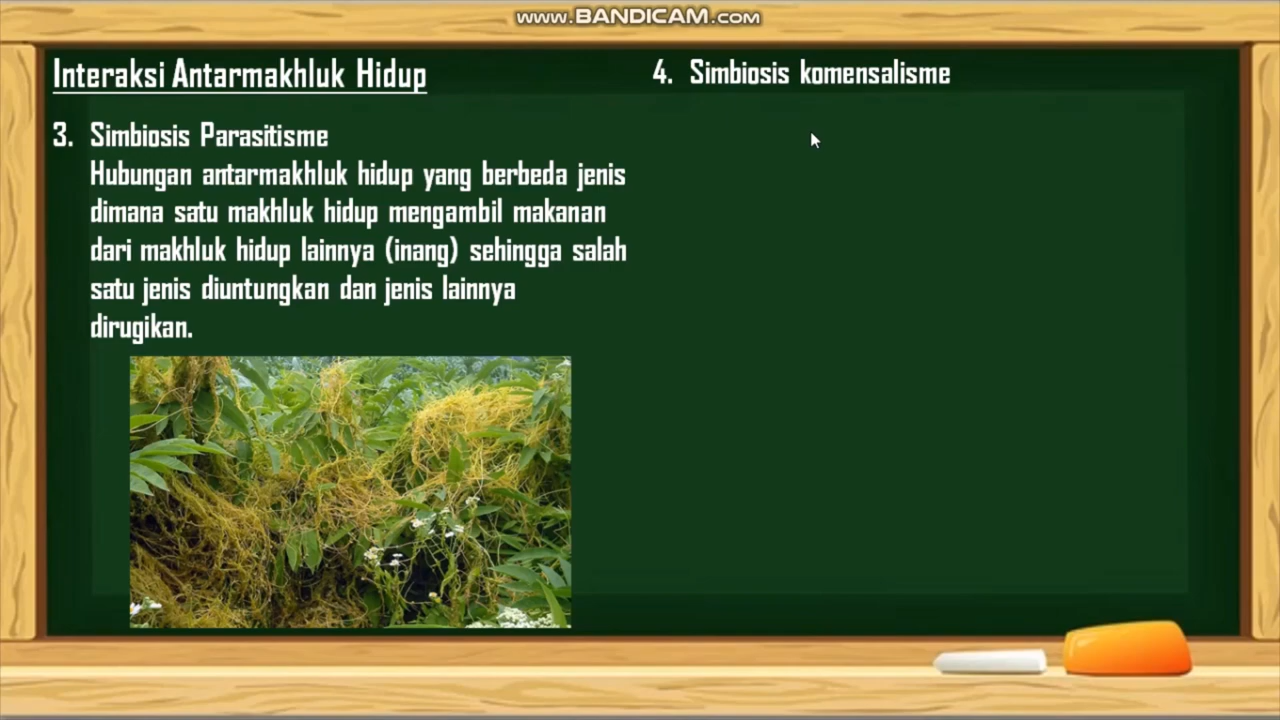 www.BANDICAM.com
Interaksi Antarmakhluk Hidup
3. Simbiosis Parasitisme
Hubungan antarmakhluk hidup yang berbeda jenis
dimana satu makhluk hidup mengambil makanan
dari makhluk hidup lainnya (inang) sehingga salah
satu jenis diuntungkan dan jenis lainnya
dirugikan.
4. Simbiosis komensalisme